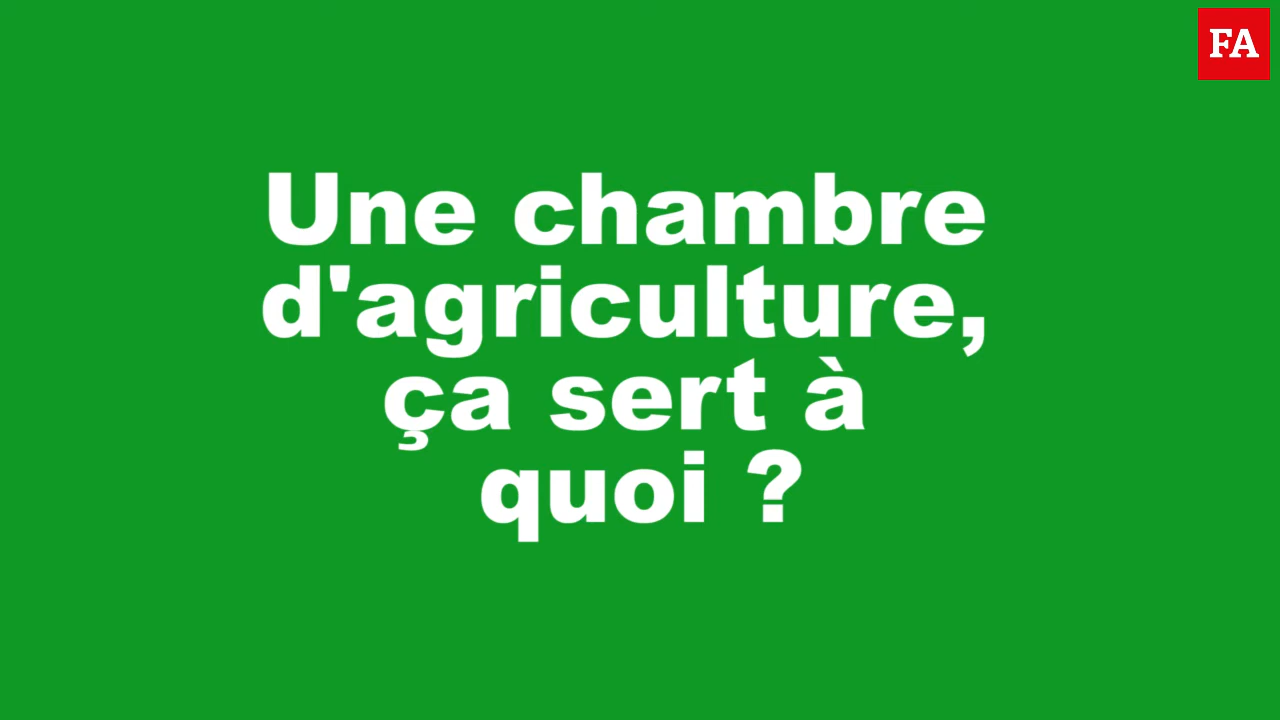 FA
Une chambre
d'agriculture,
ça sert à
quoi ?